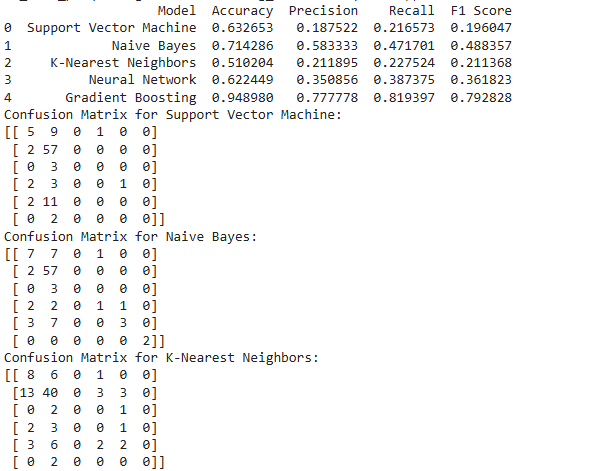 Model Accuracy Precision Recall F1 Score
0 Support Vector Machine 0.632653 0.187522 0.216573 0.196047
1 Naive Bayes 0.714286 0.583333 0.471701 0.488357
2 K-Nearest Neighbors 0.510204 0.211895 0.227524 0.211368
3 Neural Network 0.622449 0.350856 0.387375 0.361823
4 Gradient Boosting 0.948980 0.777778 0.819397 0.792828
Confusion Matrix for Support Vector Machine:
[[ 5 9 0 1 0 0]
[ 2 57 0 0 0 0]
[ 0 3 0 0 0 0]
[ 2 3 0 0 1 0]
[ 2 11 0 0 0 0]
[ 0 2 0 0 0 0]]
Confusion Matrix for Naive Bayes:
[[ 7 7 0 1 0 0]
[ 2 57 0 0 0 0]
[ 0 3 0 0 0 0]
[ 2 2 0 1 1 0]
[ 3 7 0 0 3 0]
[ 0 0 0 0 0 2]]
Confusion Matrix for K-Nearest Neighbors:
[[ 8 6 0 1 0 0]
[13 40 0 3 3 0]
[ 0 2 0 0 1 0]
[ 2 3 0 0 1 0]
[ 3 6 0 2 2 0]
[ 0 2 0 0 0 0]]